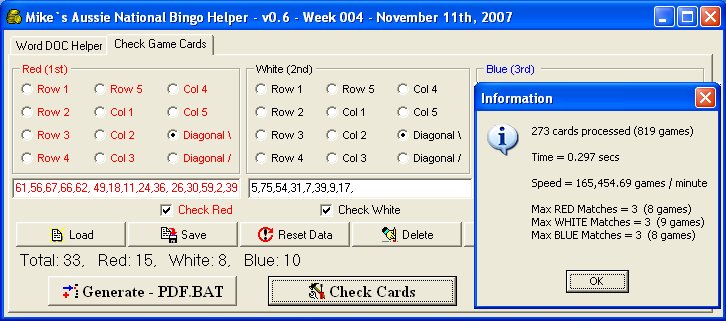 Mike`s Aussie National Bingo Helper - v0.6 - Week 004 - November 11th, 2007
Word DOC Helper Check Game Cards
Red (1st) White (2nd) Blue (3rd)
Row 1 Row 5 Col 4 Row 1 Row 5 Col 4
Row 2 Col 1 Col 5 Row 2 Col 1 Col 5
Row 3 Col 2 Diagonal \ Row 3 Col 2 Diagonal \
Row 4 Col 3 Diagonal / Row 4 Col 3 Diagonal /
61,56,67,66,62, 49,18,11,24,36, 26,30,59,2,39 5,75,54,31,7,39,9,17,
Check Red Check White
Load Save Reset Data Delete
Total: 33, Red: 15, White: 8, Blue: 10
Generate - PDF.BAT Check Cards
Information
273 cards processed (819 games)
Time = 0.297 secs
Speed = 165,454.69 games / minute
Max RED Matches = 3 (8 games)
Max WHITE Matches = 3 (9 games)
Max BLUE Matches = 3 (8 games)
OK